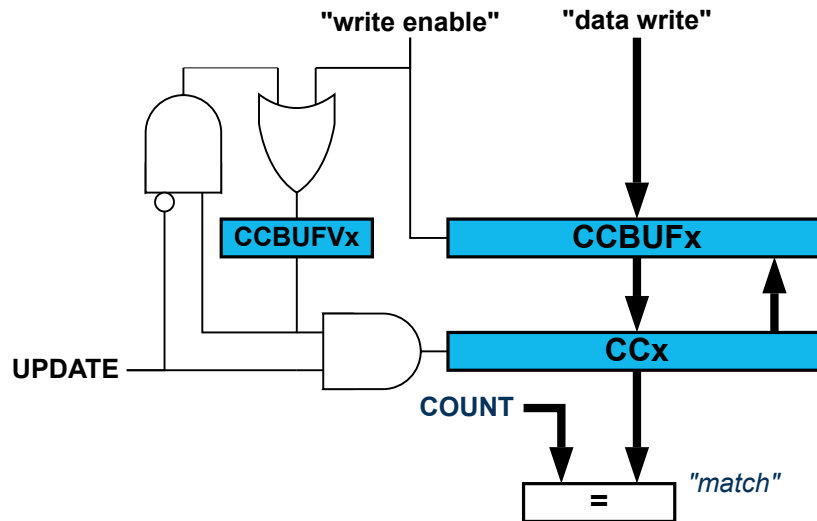 "write enable"
"data write"
CCBUFVx
CCBUFx
UPDATE
CCx
COUNT
=
"match"